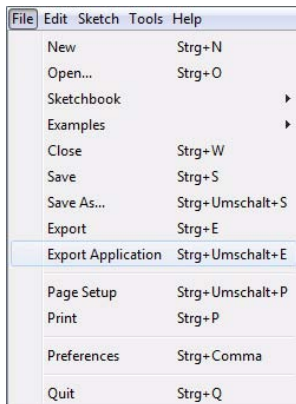 File Edit Sketch Tools Help
New Strg+N
Open... Strg+O
Sketchbook
Examples
Close Strg+W
Save Strg+S
Save As... Strg+Umschalt+S
Export Strg+E
Export Application Strg+Umschalt+E
Page Setup Strg+Umschalt+P
Print Strg+P
Preferences Strg+Comma
Quit Strg+Q